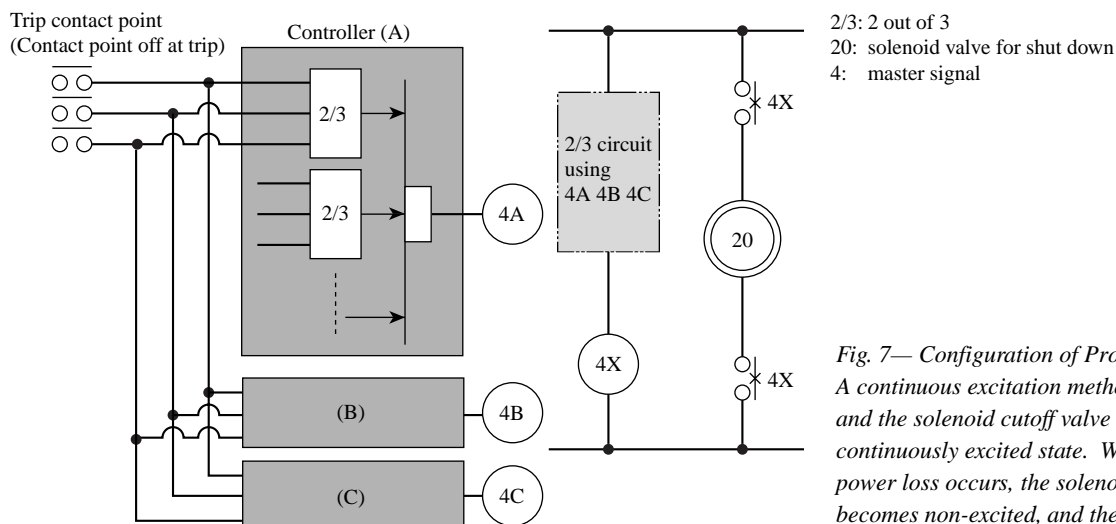 Trip contact point
(Contact point off at trip)
Controller (A)
2/3
2/3
4A
(B)
4B
(C)
4C
2/3 circuit
using
4A 4B 4C
4X
4X
20
4X
2/3: 2 out of 3
20: solenoid valve for shut down
4: master signal
Fig. 7— Configuration of
A continuous excitation
and the solenoid cutoff valve
continuously excited state.
power loss occurs, the
becomes non-excited, and the